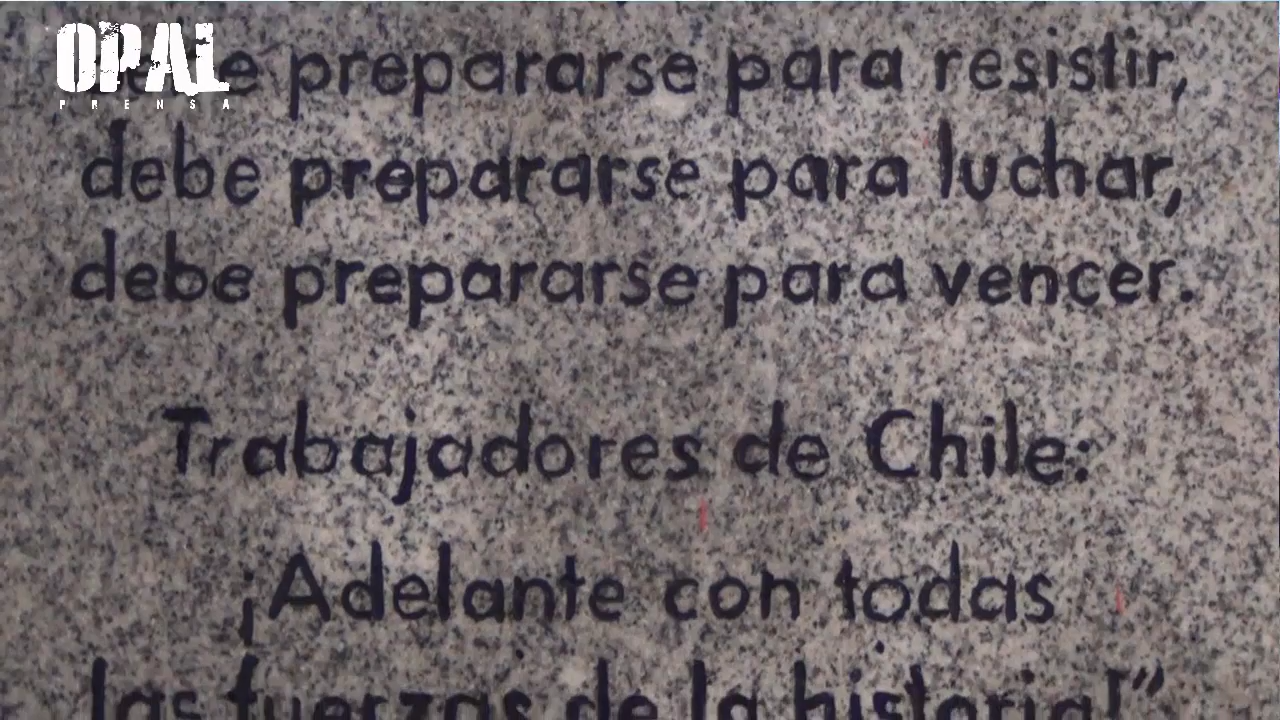 OPAL
PRENSA
debe prepararse para resistir,
debe prepararse para luchar,
debe prepararse para vencer.
Trabajadores de Chile:
¡Adelante con todas
las fuerzas de la historia!”